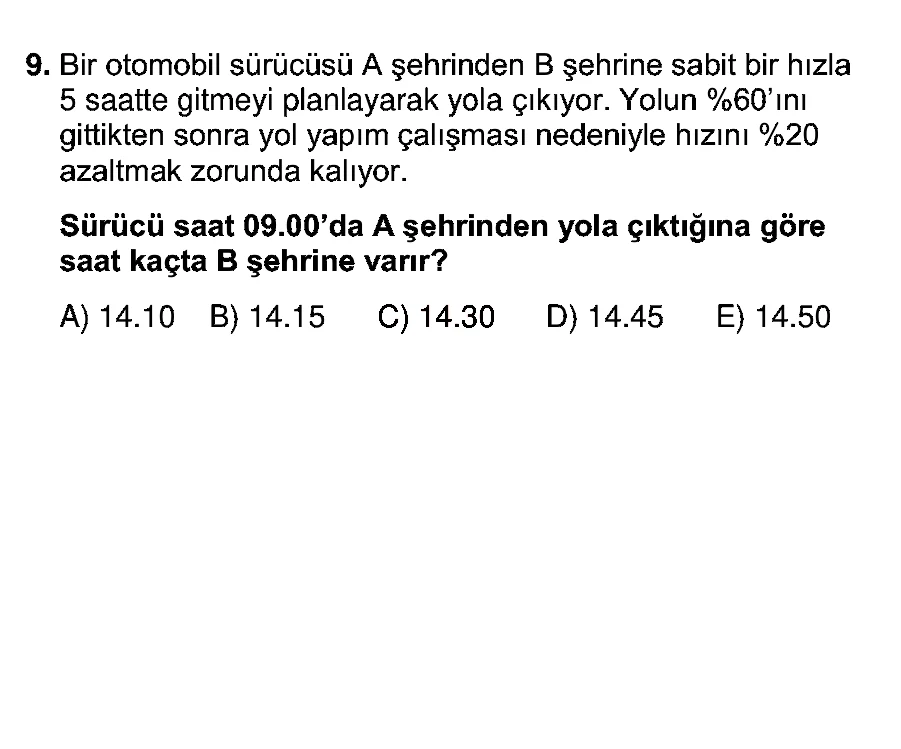 9. Bir otomobil sürücüsü A şehrinden B şehrine sabit bir hızla
5 saatte gitmeyi planlayarak yola çıkıyor. Yolun %60’ını
gittikten sonra yol yapım çalışması nedeniyle hızını %20
azaltmak zorunda kalıyor.
Sürücü saat 09.00’da A şehrinden yola çıktığına göre
saat kaçta B şehrine varır?
A) 14.10 B) 14.15 C) 14.30 D) 14.45 E) 14.50